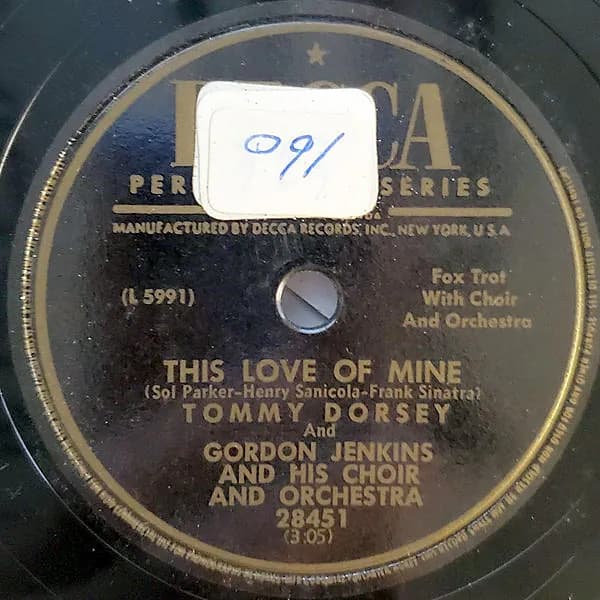 D CCA
091
PER SERIES
MANUFACTURED BY DECCA RECORDS, INC., NEW YORK, U.S.A
(L 5991)
Fox Trot
With Choir
And Orchestra
THIS LOVE OF MINE
(Sol Parker-Henry Sanicola-Frank Sinatra)
TOMMY DORSEY
And
GORDON JENKINS
AND HIS CHOIR
AND ORCHESTRA
28451
(3:05)